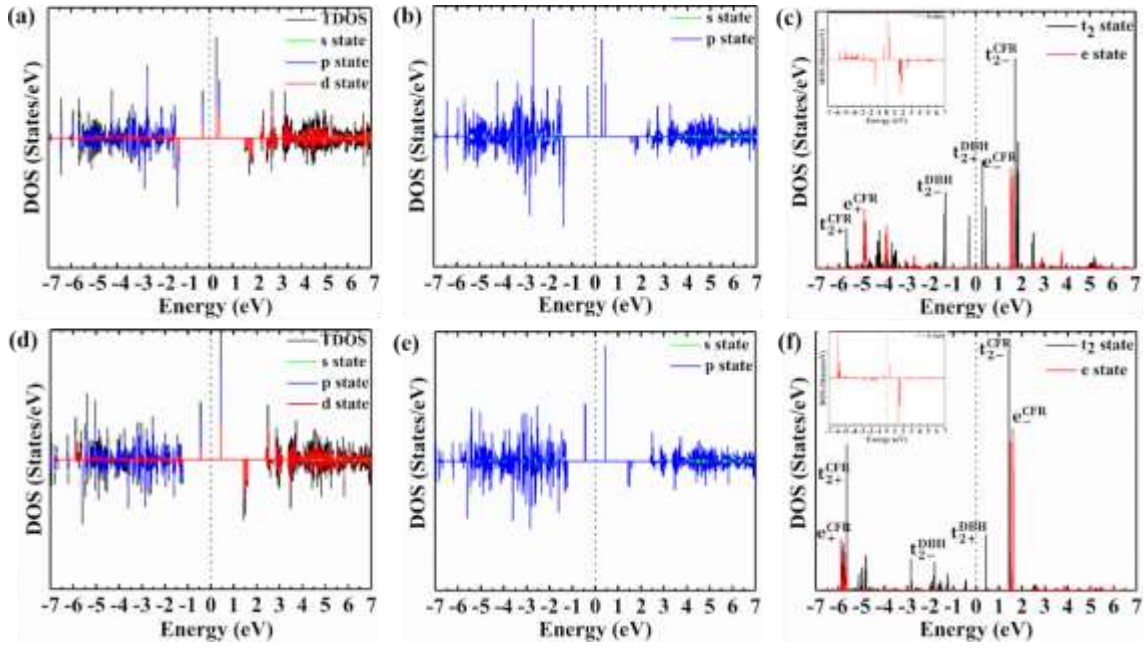 (a)
TDOS
s state
p state
d state
DOS (States/eV)
-7 -6 -5 -4 -3 -2 -1 0 1 2 3 4 5 6 7
Energy (eV)
(b)
s state
p state
DOS (States/eV)
-7 -6 -5 -4 -3 -2 -1 0 1 2 3 4 5 6 7
Energy (eV)
(c)
t₂ state
e state
t₂₋^CFR
t₂₊^DBH
e₋^CFR
t₂₋^DBH
e₊^CFR
t₂₊^CFR
Energy (eV)
DOS (States/eV)
-7 -6 -5 -4 -3 -2 -1 0 1 2 3 4 5 6 7
Energy (eV)
(d)
TDOS
s state
p state
d state
DOS (States/eV)
-7 -6 -5 -4 -3 -2 -1 0 1 2 3 4 5 6 7
Energy (eV)
(e)
s state
p state
DOS (States/eV)
-7 -6 -5 -4 -3 -2 -1 0 1 2 3 4 5 6 7
Energy (eV)
(f)
t₂ state
e state
t₂₋^CFR
e₋^CFR
t₂₊^CFR
e₊^CFR
t₂₋^DBH
t₂₊^DBH
Energy (eV)
DOS (States/eV)
-7 -6 -5 -4 -3 -2 -1 0 1 2 3 4 5 6 7
Energy (eV)